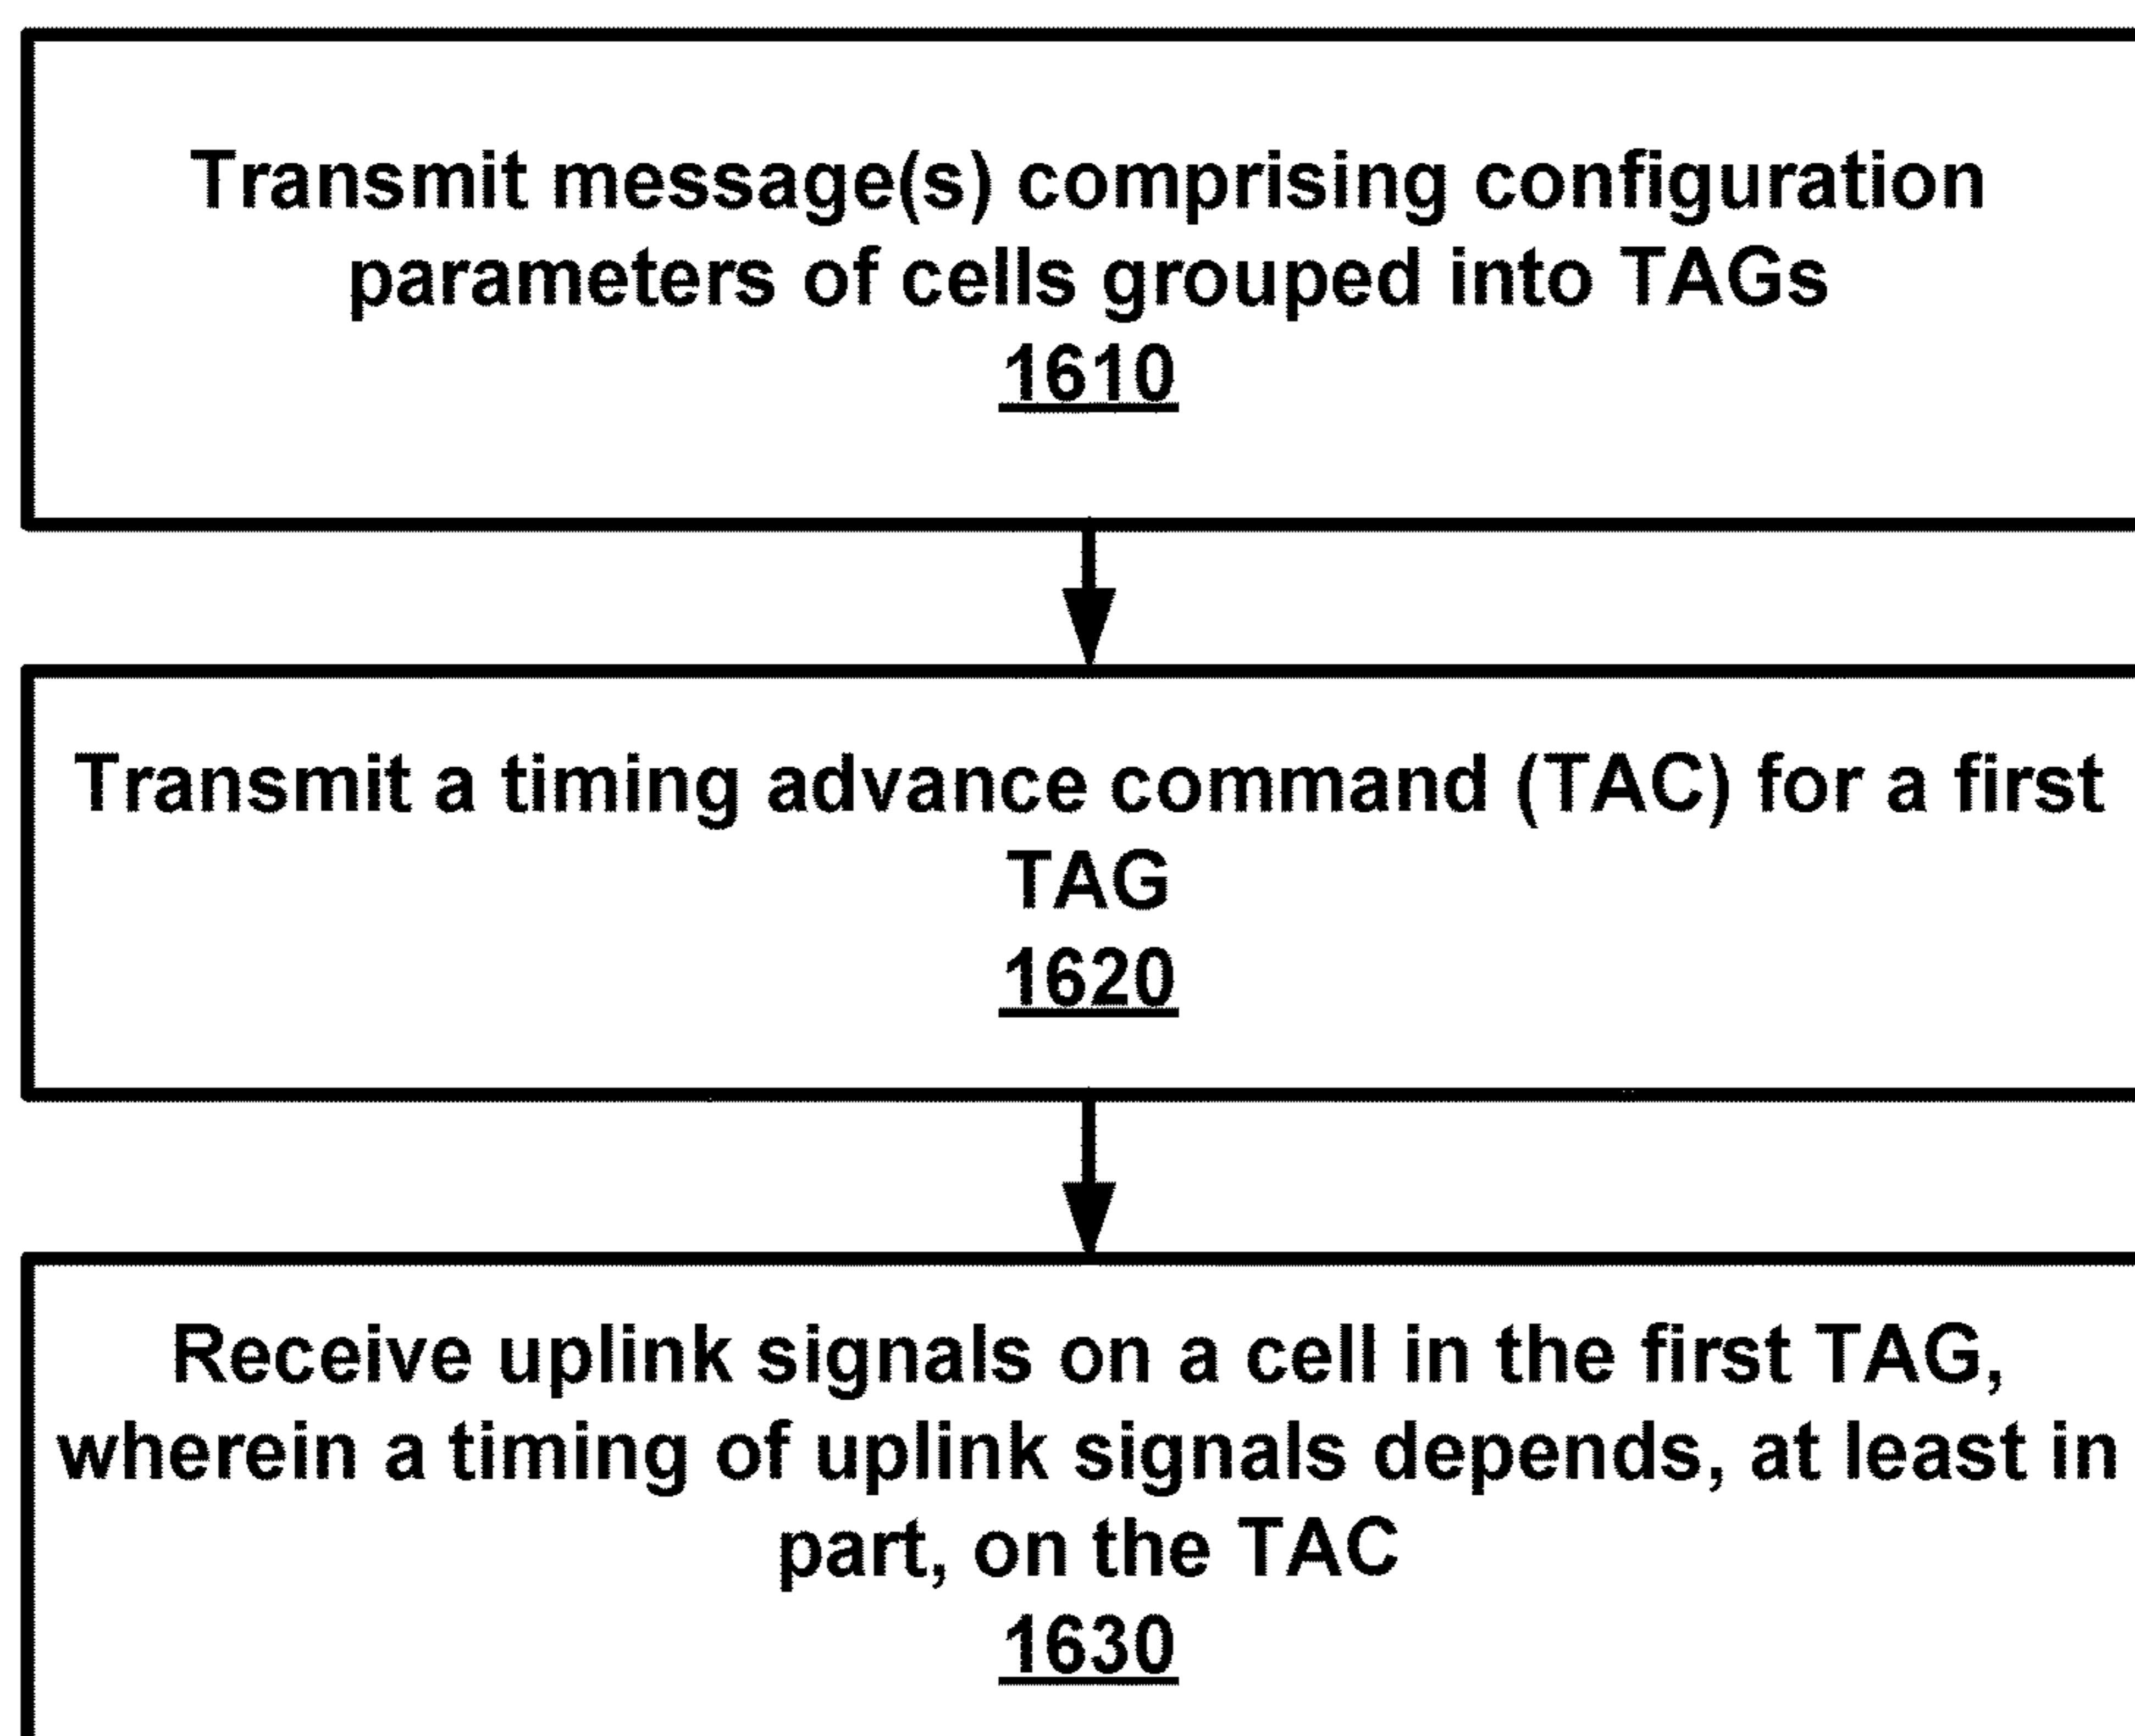 Transmit message(s) comprising configuration
parameters of cells grouped into TAGs
1610
Transmit a timing advance command (TAC) for a first
TAG
1620
Receive uplink signals on a cell in the first TAG,
wherein a timing of uplink signals depends, at least in
part, on the TAC
1630